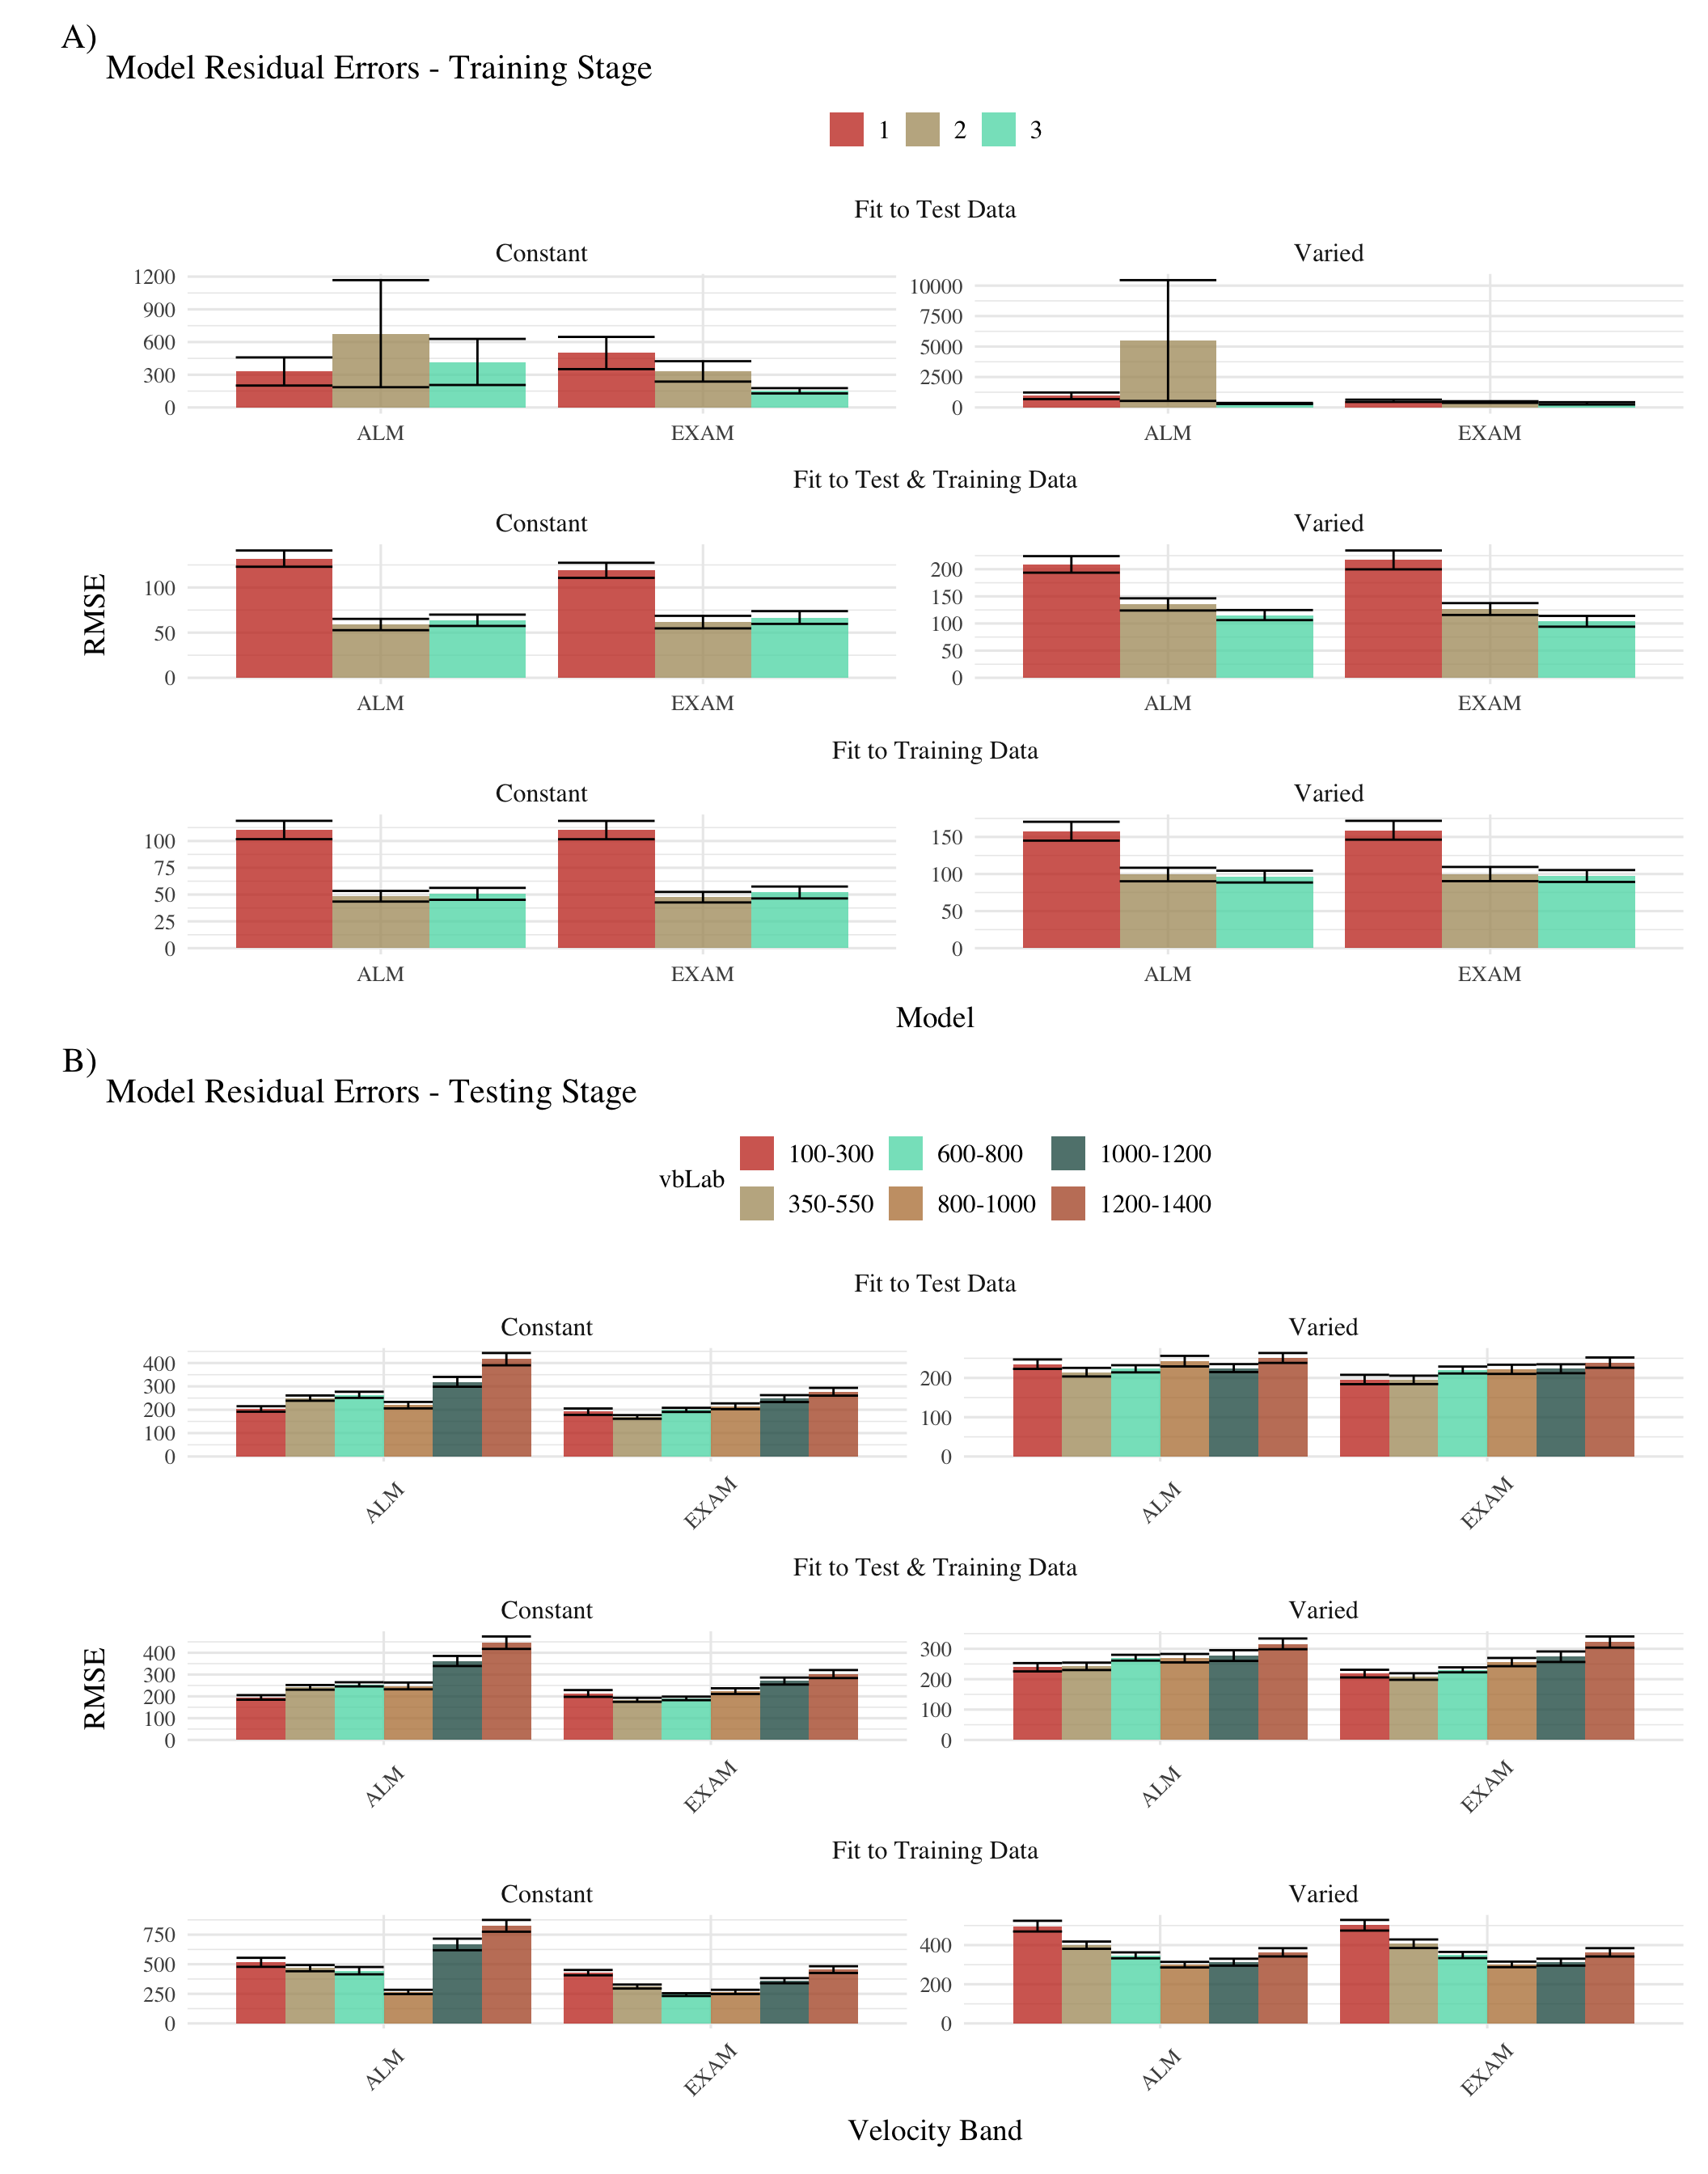 A)
Model Residual Errors - Training Stage
1 2 3
Fit to Test Data
Constant Varied
1200
900
600
300
0
10000
7500
5000
2500
0
ALM EXAM ALM EXAM
Fit to Test & Training Data
Constant Varied
100
50
0
200
150
100
50
0
ALM EXAM ALM EXAM
RMSE
Fit to Training Data
Constant Varied
100
75
50
25
0
150
100
50
0
ALM EXAM ALM EXAM
Model
B)
Model Residual Errors - Testing Stage
vbLab
100-300 600-800 1000-1200
350-550 800-1000 1200-1400
Fit to Test Data
Constant Varied
400
300
200
100
0
200
100
0
ALM EXAM ALM EXAM
Fit to Test & Training Data
Constant Varied
400
300
200
100
0
300
200
100
0
ALM EXAM ALM EXAM
RMSE
Fit to Training Data
Constant Varied
750
500
250
0
400
200
0
ALM EXAM ALM EXAM
Velocity Band